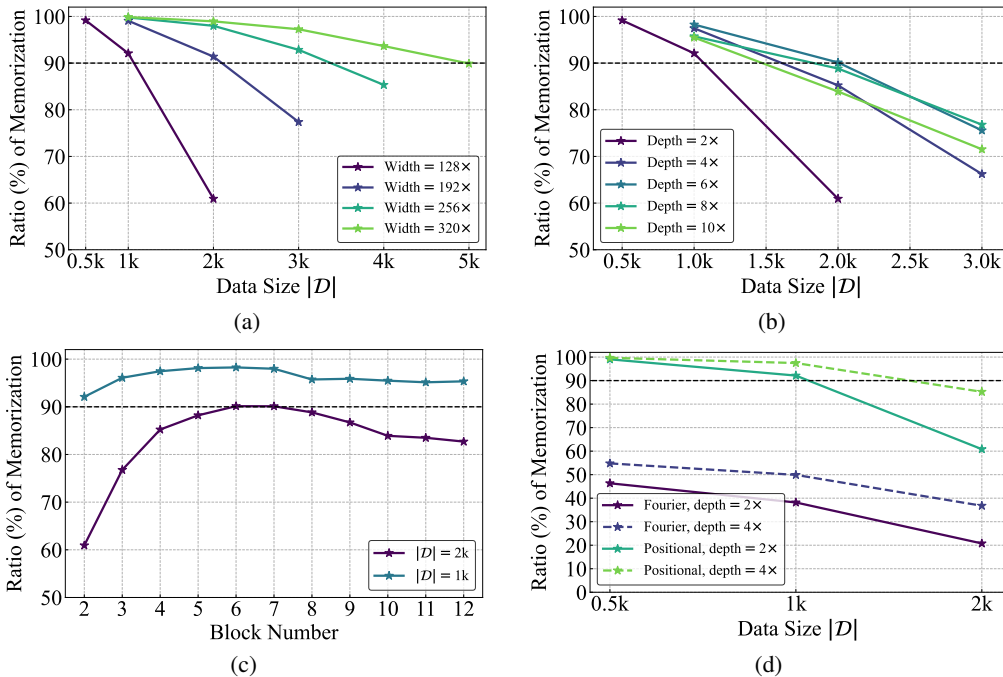 Ratio (%) of Memorization
100
90
80
70
60
50
Width = 128×
Width = 192×
Width = 256×
Width = 320×
0.5k 1k 2k 3k 4k 5k
Data Size |𝒟|
(a)
Ratio (%) of Memorization
100
90
80
70
60
50
Depth = 2×
Depth = 4×
Depth = 6×
Depth = 8×
Depth = 10×
0.5k 1.0k 1.5k 2.0k 2.5k 3.0k
Data Size |𝒟|
(b)
Ratio (%) of Memorization
100
90
80
70
60
50
|𝒟| = 2k
|𝒟| = 1k
2 3 4 5 6 7 8 9 10 11 12
Block Number
(c)
Ratio (%) of Memorization
100
90
80
70
60
50
40
30
20
10
0
Fourier, depth = 2×
Fourier, depth = 4×
Positional, depth = 2×
Positional, depth = 4×
0.5k 1k 2k
Data Size |𝒟|
(d)